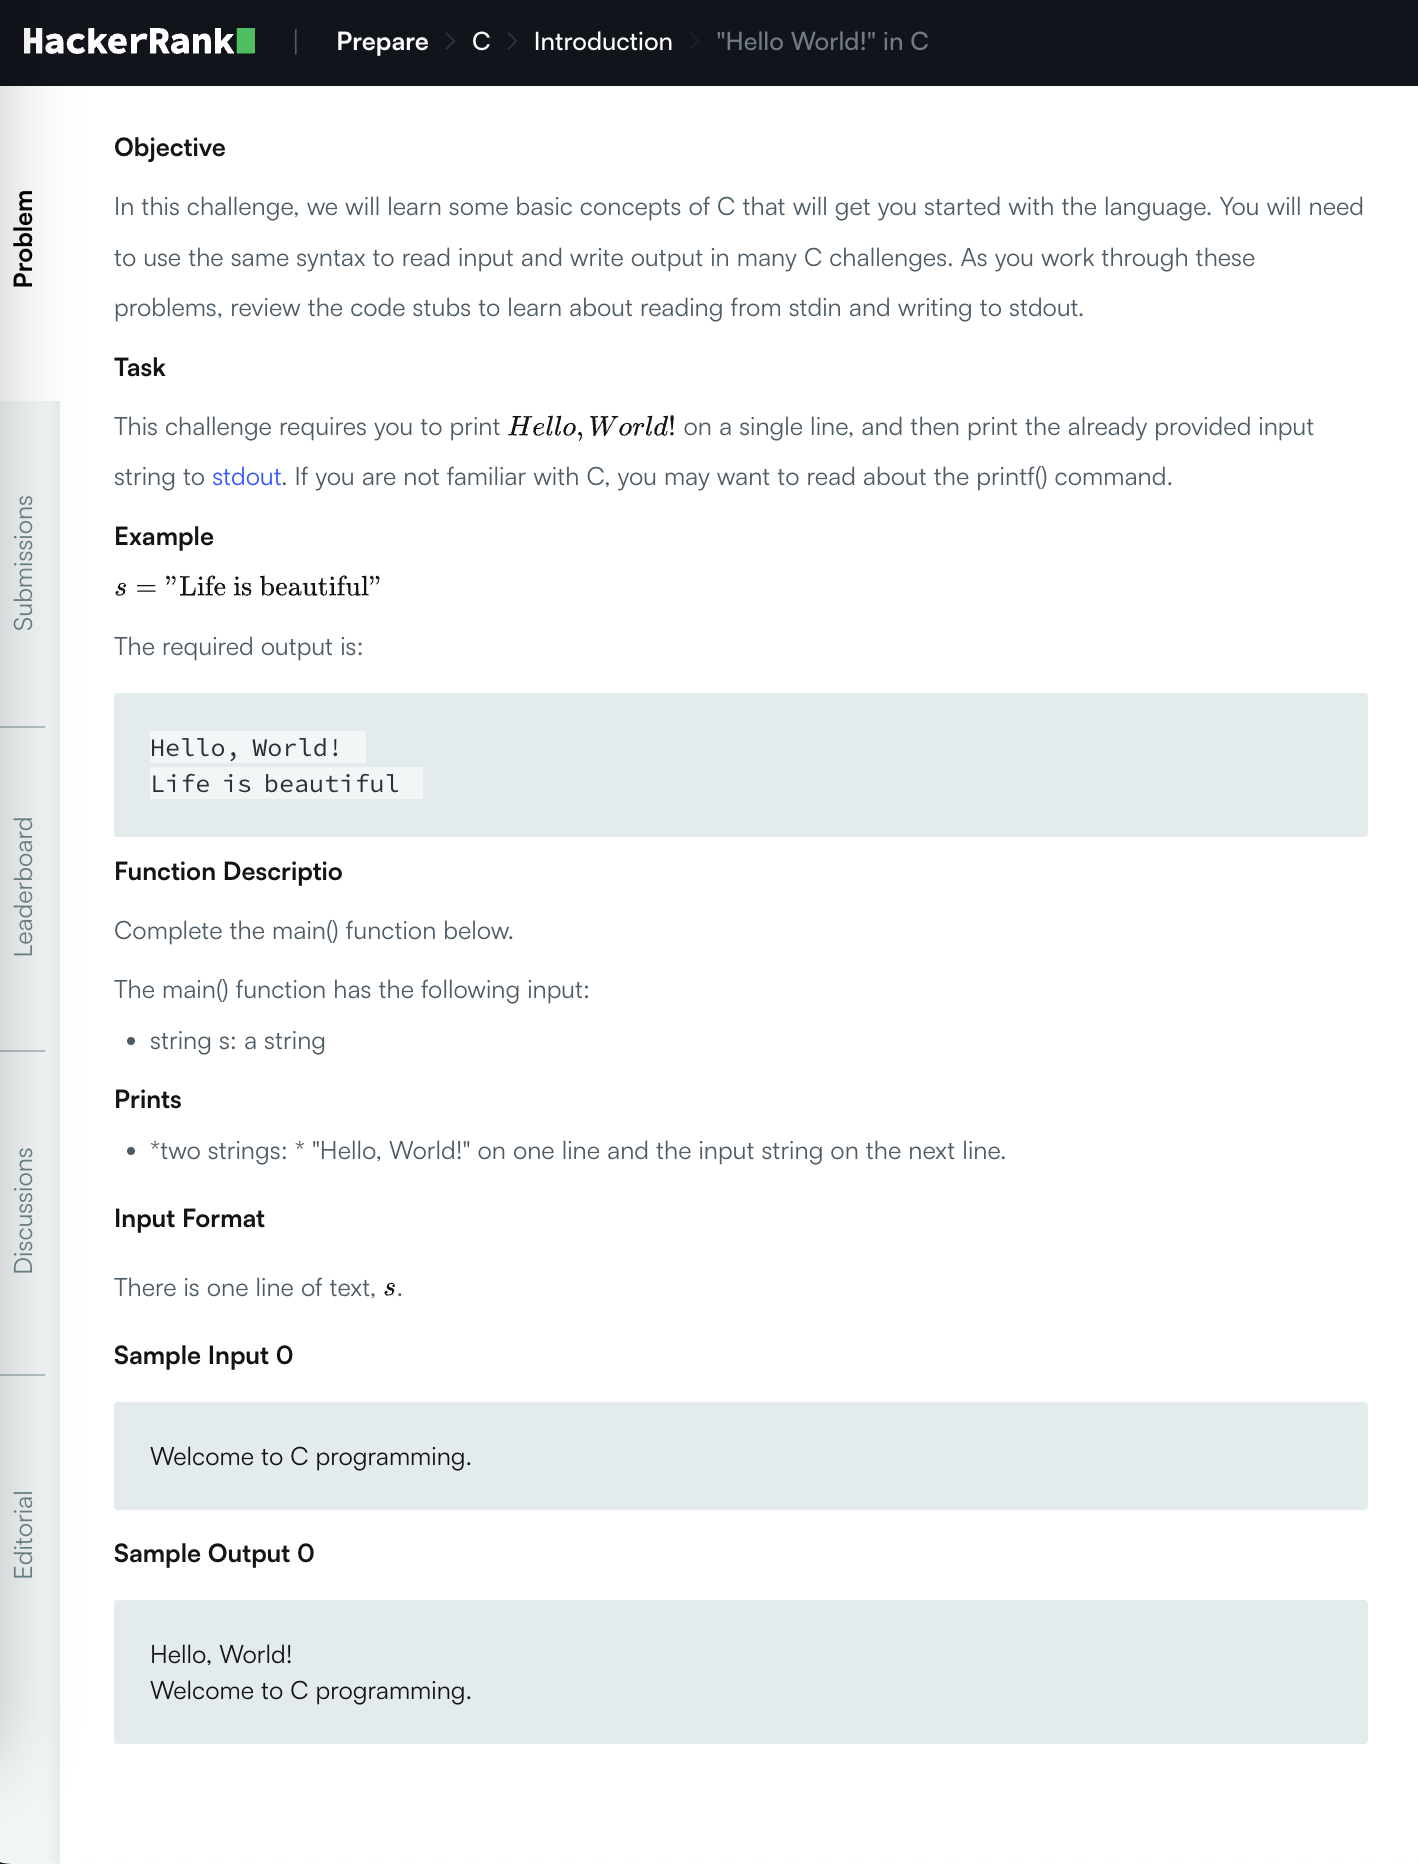 HackerRank | Prepare > C > Introduction > "Hello World!" in C
Problem
Submissions
Leaderboard
Discussions
Editorial
Objective
In this challenge, we will learn some basic concepts of C that will get you started with the language. You will need
to use the same syntax to read input and write output in many C challenges. As you work through these
problems, review the code stubs to learn about reading from stdin and writing to stdout.
Task
This challenge requires you to print Hello, World! on a single line, and then print the already provided input
string to stdout. If you are not familiar with C, you may want to read about the printf() command.
Example
s = ”Life is beautiful”
The required output is:
Hello, World!
Life is beautiful
Function Descriptio
Complete the main() function below.
The main() function has the following input:
• string s: a string
Prints
• *two strings: * "Hello, World!" on one line and the input string on the next line.
Input Format
There is one line of text, s.
Sample Input 0
Welcome to C programming.
Sample Output 0
Hello, World!
Welcome to C programming.